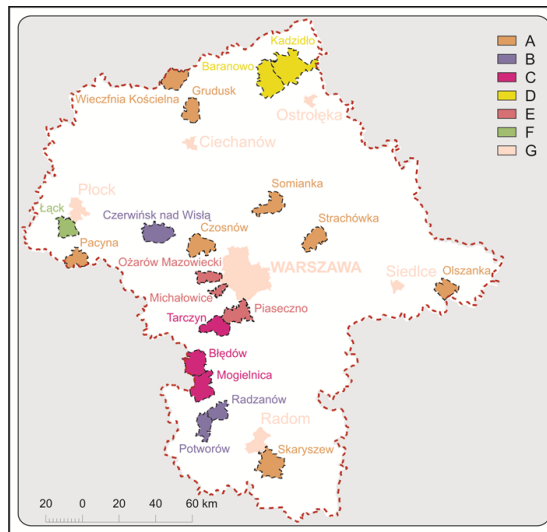 Kadzidło
Baranowo
A
B
C
D
E
F
G
Wieczfnia Kościelna
Grudusk
Ostrołęka
Ciechanów
Somianka
Płock
Łąck
Czerwińsk nad Wisłą
Czosnów
Strachówka
Pacyna
Ożarów Mazowiecki
WARSZAWA
Siedlce
Olszanka
Michałowice
Piaseczno
Tarczyn
Błędów
Mogielnica
Radzanów
Radom
Potworów
Skaryszew
20 0 20 40 60 km